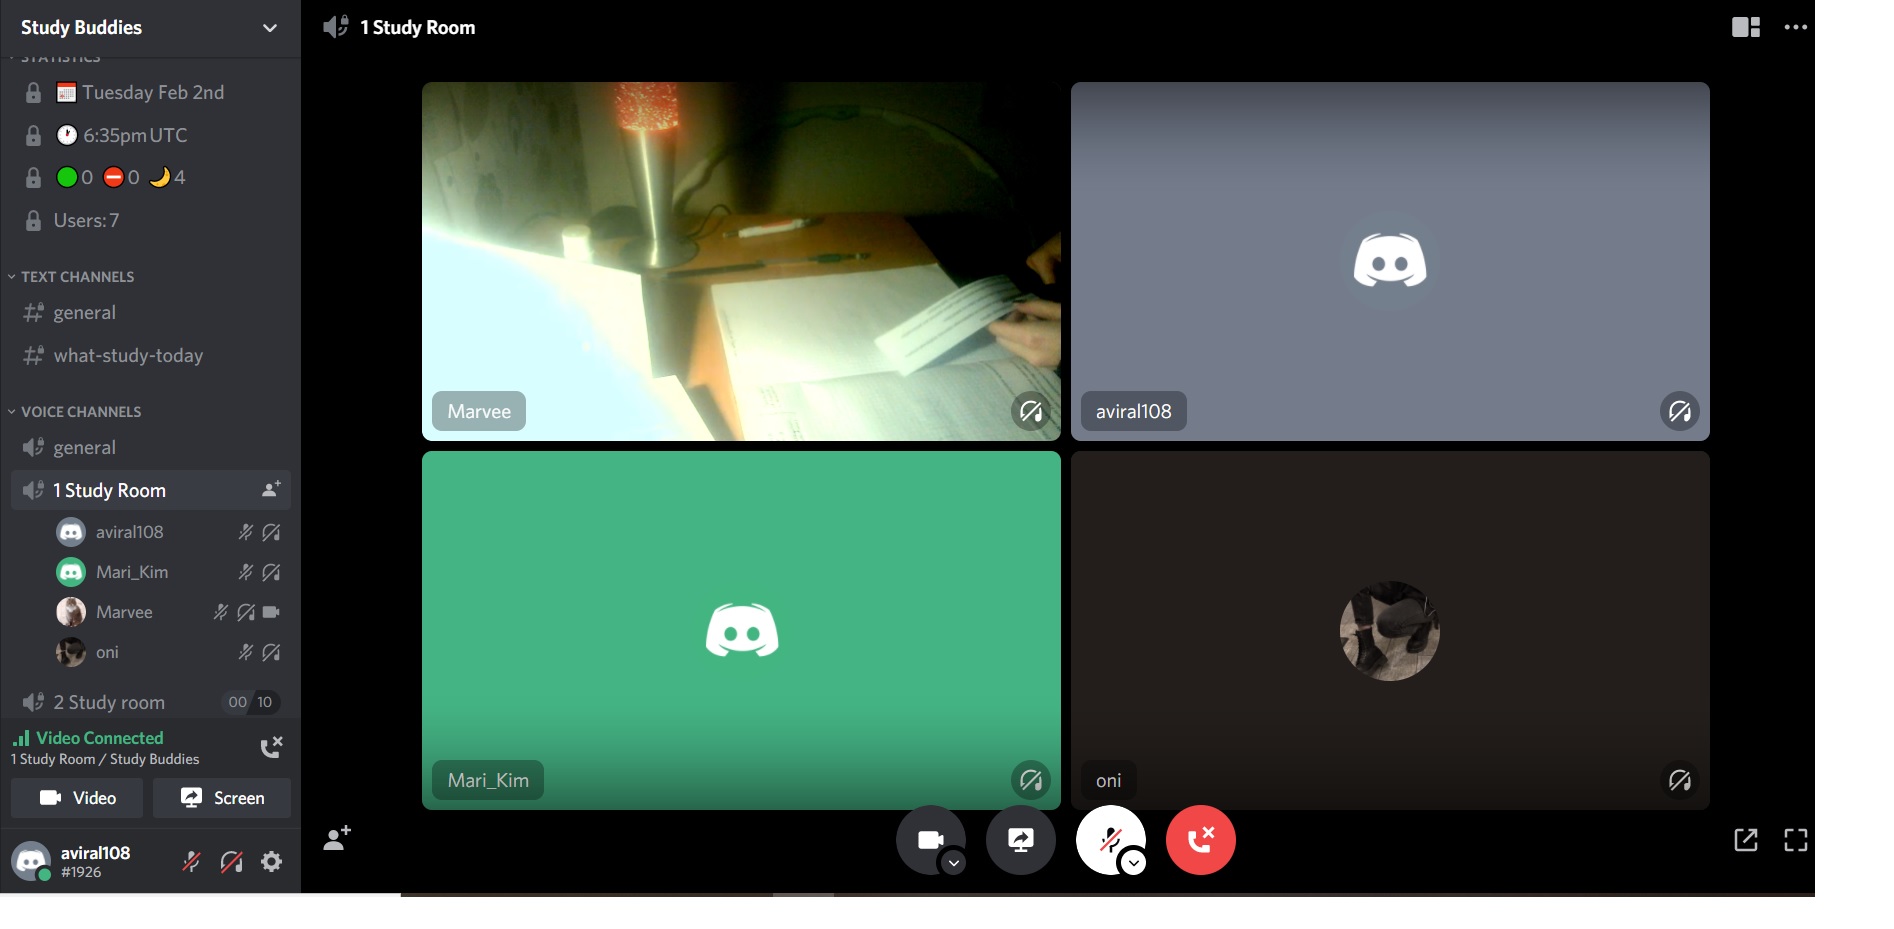 Study Buddies
STATISTICS
Tuesday Feb 2nd
6:35pm UTC
0 0 4
Users: 7
TEXT CHANNELS
general
what-study-today
VOICE CHANNELS
general
1 Study Room
aviral108
Mari_Kim
Marvee
oni
2 Study room 00 10
Video Connected
1 Study Room / Study Buddies
Video Screen
aviral108
#1926
1 Study Room
Marvee
aviral108
Mari_Kim
oni